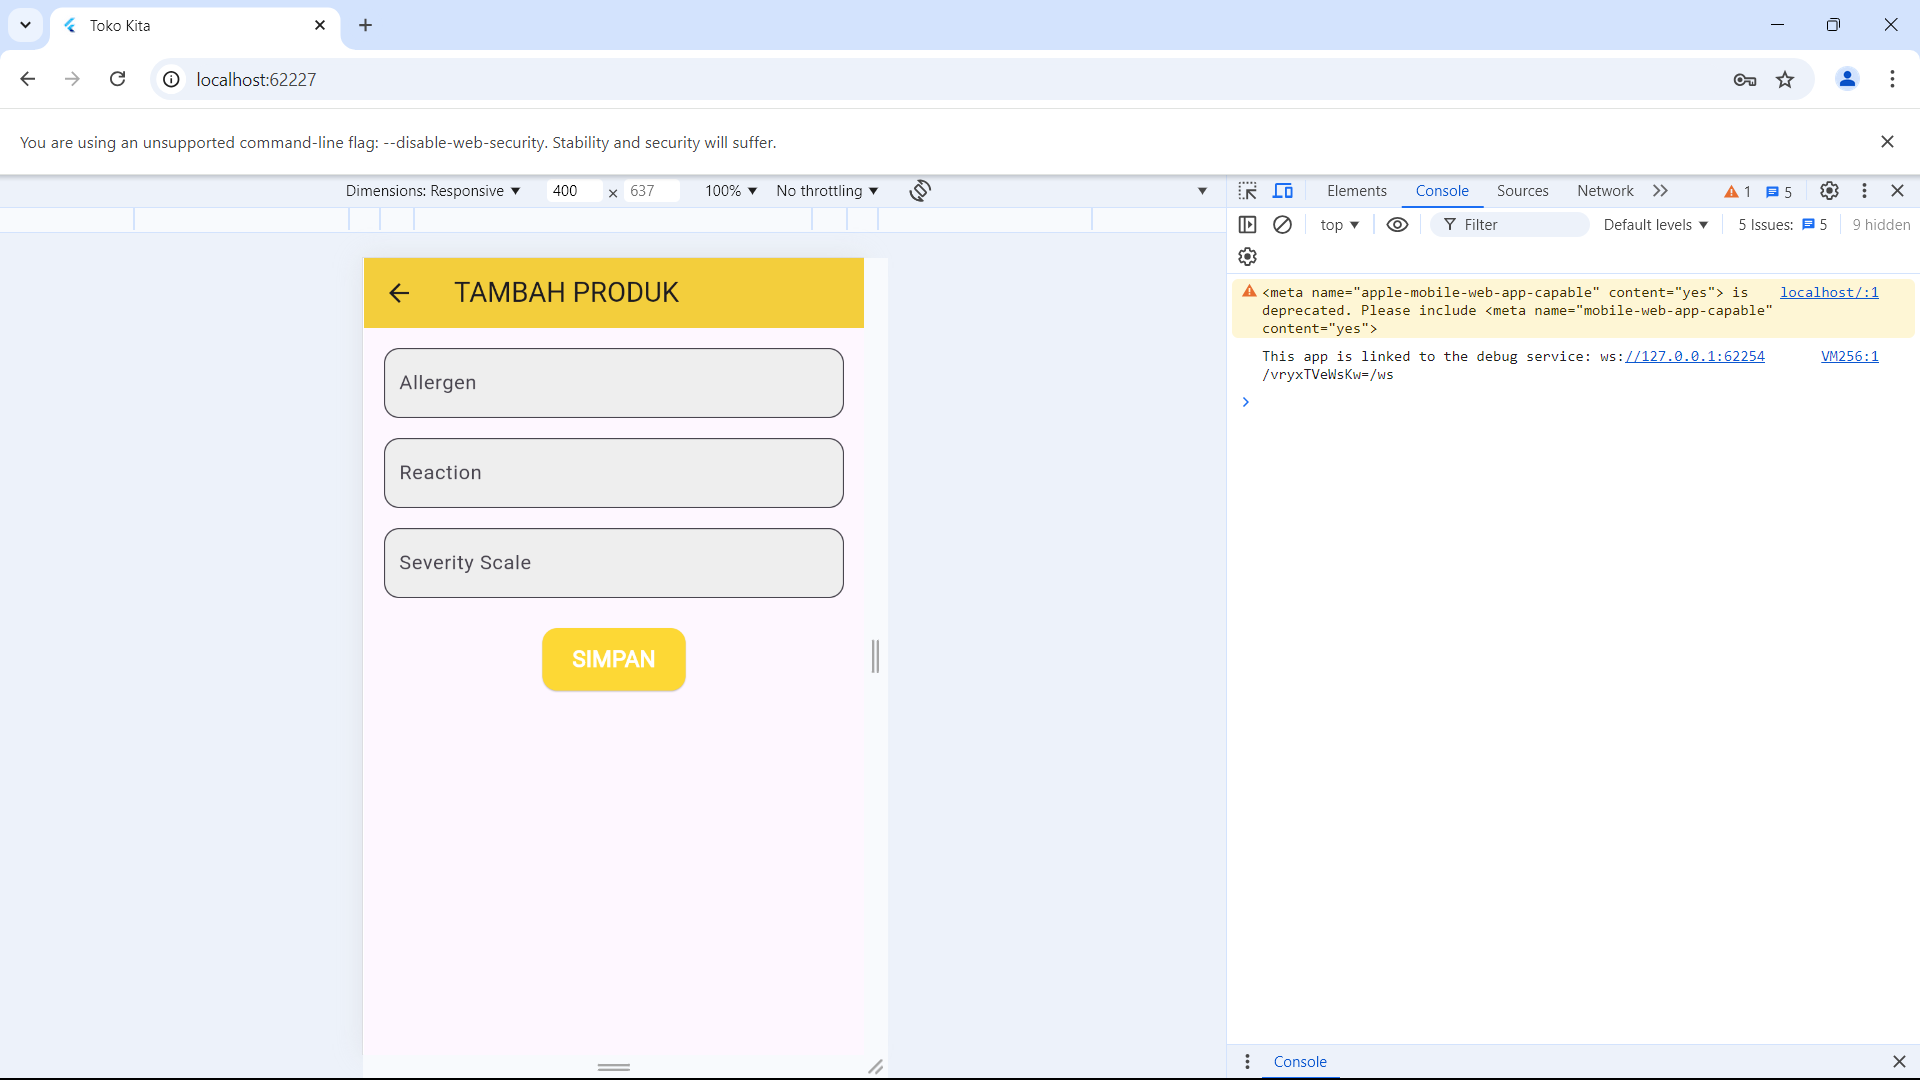 Toko Kita
localhost:62227
You are using an unsupported command-line flag: --disable-web-security. Stability and security will suffer.
Dimensions: Responsive 400 × 637 100% No throttling
TAMBAH PRODUK
Allergen
Reaction
Severity Scale
SIMPAN
Elements Console Sources Network 1 5
top Filter Default levels 5 Issues: 5 9 hidden
<meta name="apple-mobile-web-app-capable" content="yes"> is localhost/:1
deprecated. Please include <meta name="mobile-web-app-capable"
content="yes">
This app is linked to the debug service: ws://127.0.0.1:62254 VM256:1
/vryxTVeWsKw=/ws
Console